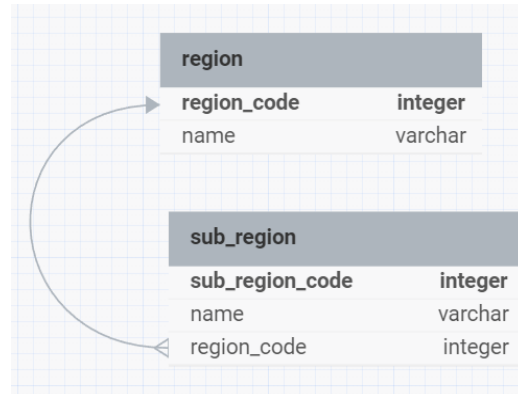 region
region_code integer
name varchar
sub_region
sub_region_code integer
name varchar
region_code integer